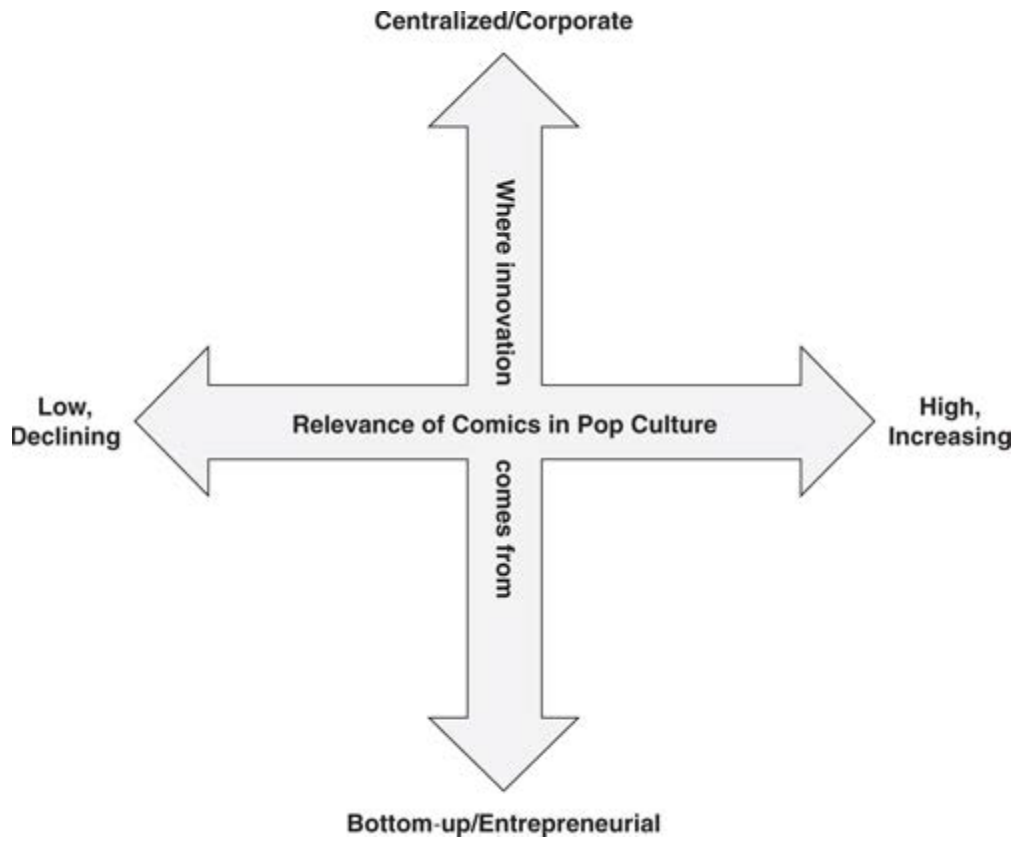 Centralized/Corporate
Where innovation
Low,
Declining
Relevance of Comics in Pop Culture
High,
Increasing
comes from
Bottom-up/Entrepreneurial